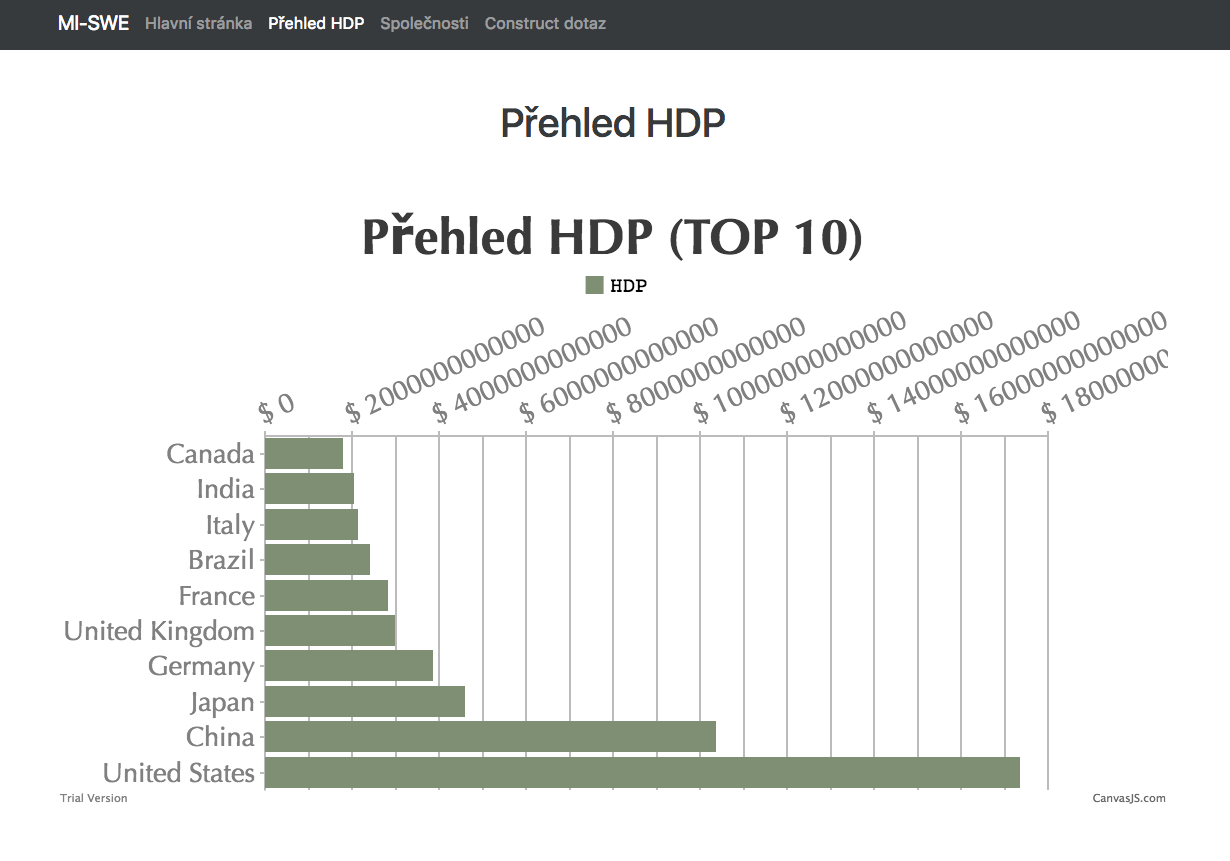 MI-SWE
Hlavní stránka
Přehled HDP
Společnosti
Construct dotaz
Přehled HDP
Přehled HDP (TOP 10)
HDP
$ 0
$ 2000000000000
$ 4000000000000
$ 6000000000000
$ 8000000000000
$ 10000000000000
$ 12000000000000
$ 14000000000000
$ 16000000000000
$ 18000000
Canada
India
Italy
Brazil
France
United Kingdom
Germany
Japan
China
United States
Trial Version
CanvasJS.com